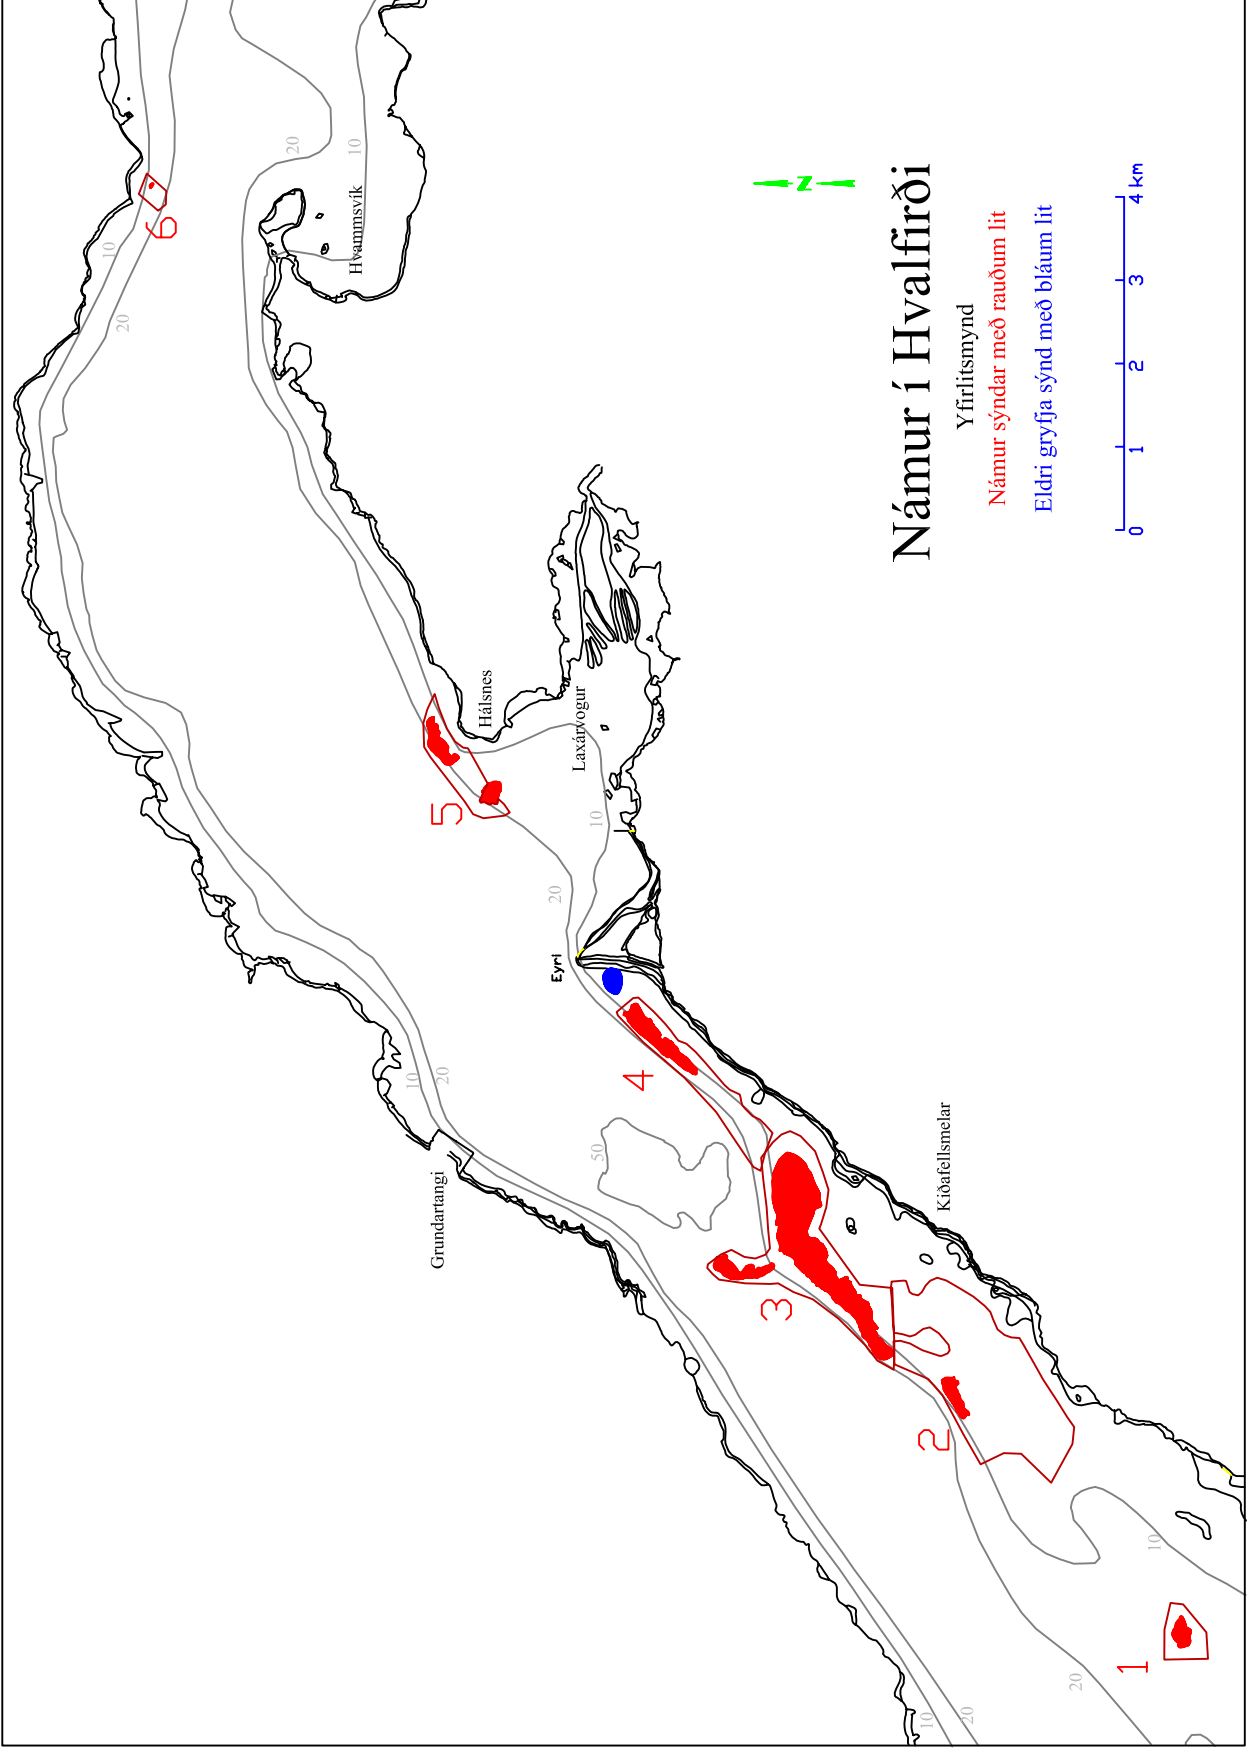 Námur í Hvalfirði
Yfirlitsmynd
Námur sýndar með rauðum lit
Eldri gryfja sýnd með bláum lit
0 1 2 3 4 km
N
Grundartangi
Eyri
Hálsnes
Laxárvogur
Hvammsvík
Kiðafellsmelar
1
2
3
4
5
6
10
20
10
20
50
20
10
10
20
20
10
10
20
20
10